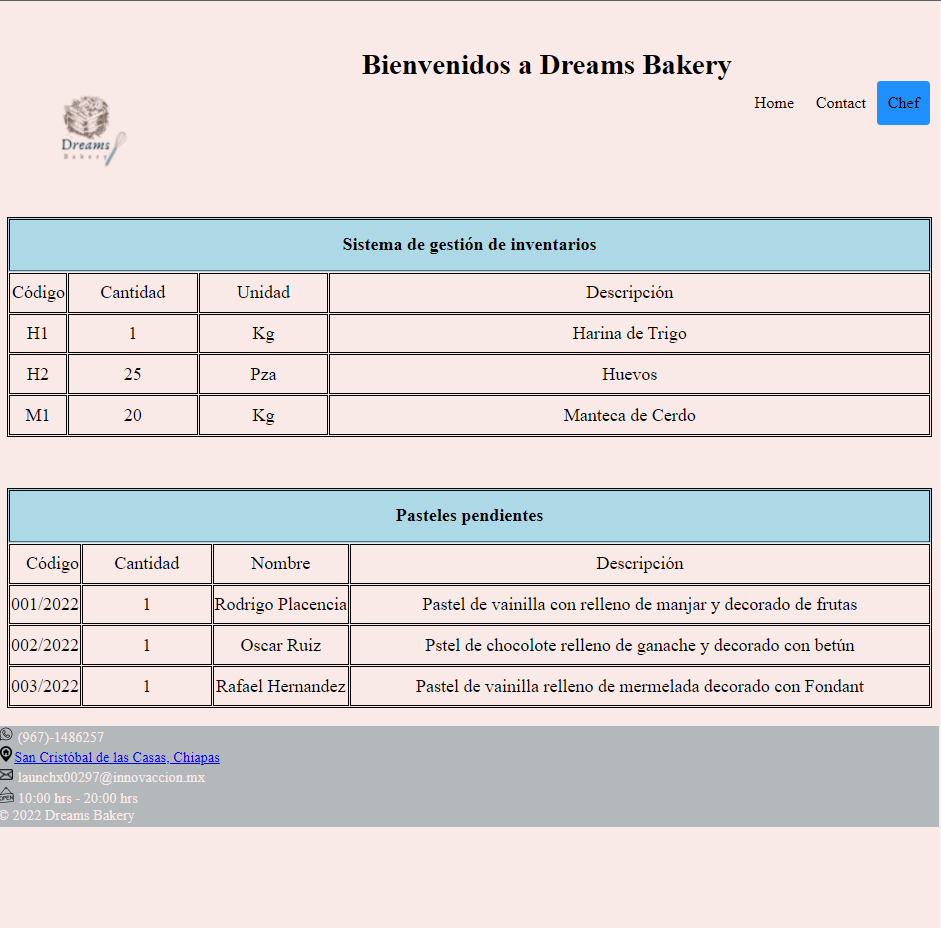 Bienvenidos a Dreams Bakery
Home Contact Chef
Dreams
Bakery
Sistema de gestión de inventarios
Código Cantidad Unidad Descripción
H1 1 Kg Harina de Trigo
H2 25 Pza Huevos
M1 20 Kg Manteca de Cerdo
Pasteles pendientes
Código Cantidad Nombre Descripción
001/2022 1 Rodrigo Placencia Pastel de vainilla con relleno de manjar y decorado de frutas
002/2022 1 Oscar Ruiz Pstel de chocolote relleno de ganache y decorado con betún
003/2022 1 Rafael Hernandez Pastel de vainilla relleno de mermelada decorado con Fondant
(967)-1486257
San Cristóbal de las Casas, Chiapas
launchx00297@innovaccion.mx
OPEN 10:00 hrs - 20:00 hrs
© 2022 Dreams Bakery